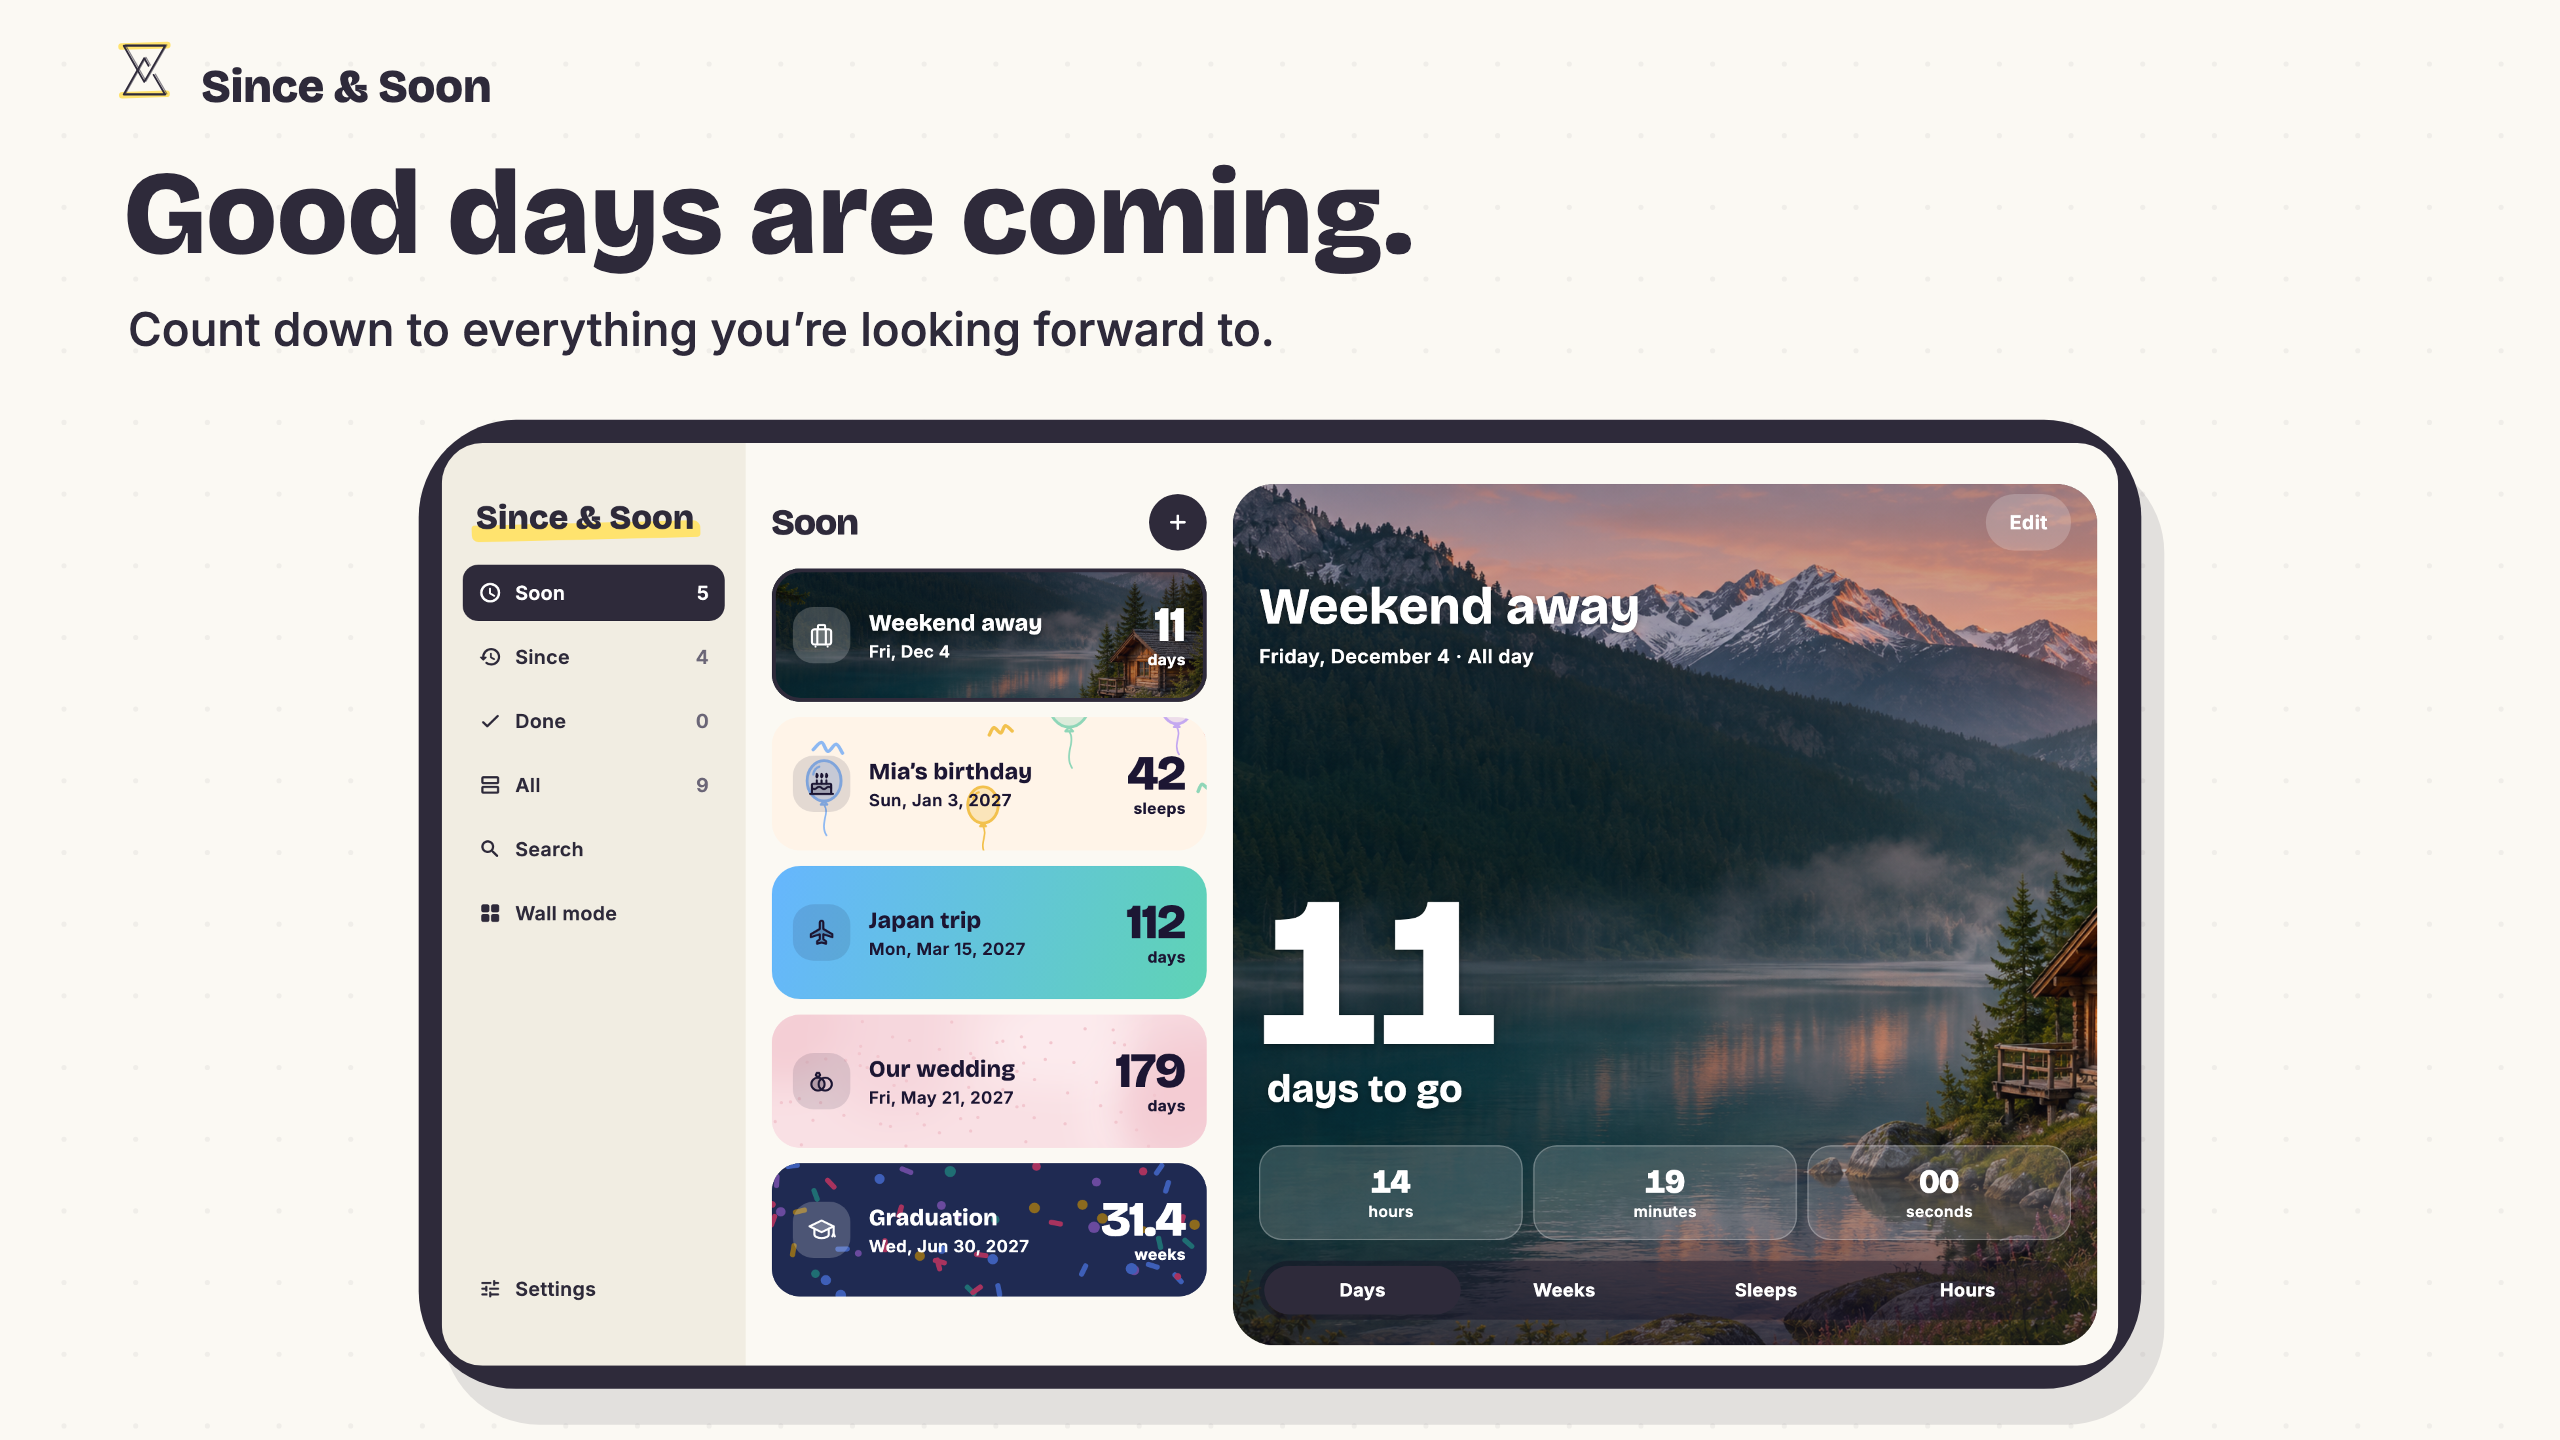 Since & Soon
Good days are coming.
Count down to everything you’re looking forward to.
Since & Soon
Soon 5
Since 4
Done 0
All 9
Search
Wall mode
Settings
Soon
+
Weekend away
Fri, Dec 4
11
days
Mia’s birthday
Sun, Jan 3, 2027
42
sleeps
Japan trip
Mon, Mar 15, 2027
112
days
Our wedding
Fri, May 21, 2027
179
days
Graduation
Wed, Jun 30, 2027
31.4
weeks
Edit
Weekend away
Friday, December 4 · All day
11
days to go
14
hours
19
minutes
00
seconds
Days Weeks Sleeps Hours